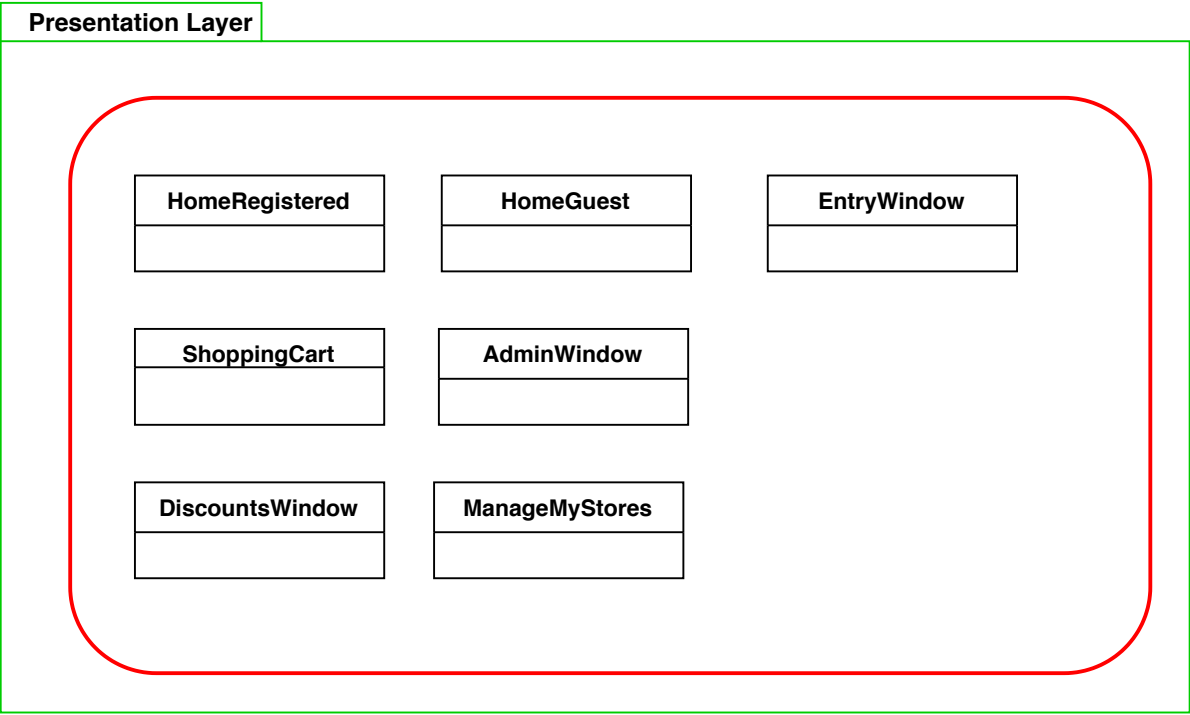 Presentation Layer
HomeRegistered
HomeGuest
EntryWindow
ShoppingCart
AdminWindow
DiscountsWindow
ManageMyStores